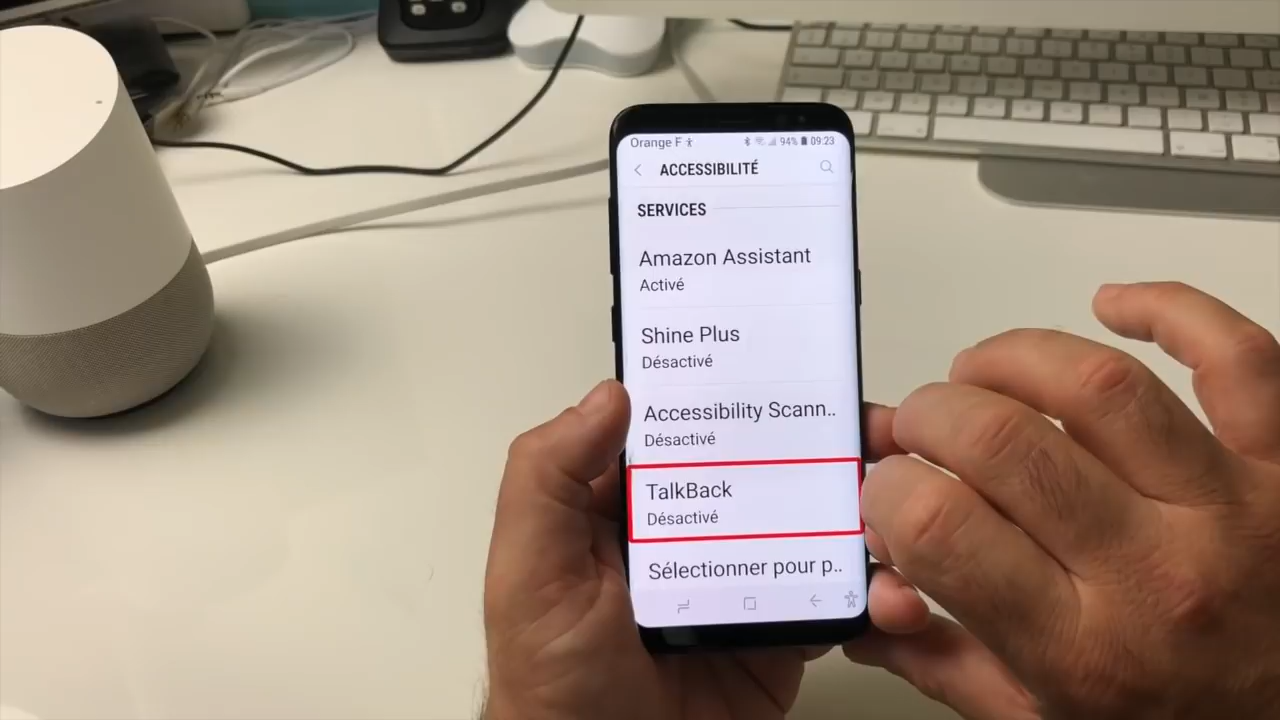 Orange F 94% 09:23
ACCESSIBILITÉ
SERVICES
Amazon Assistant
Activé
Shine Plus
Désactivé
Accessibility Scann..
Désactivé
TalkBack
Désactivé
Sélectionner pour p..